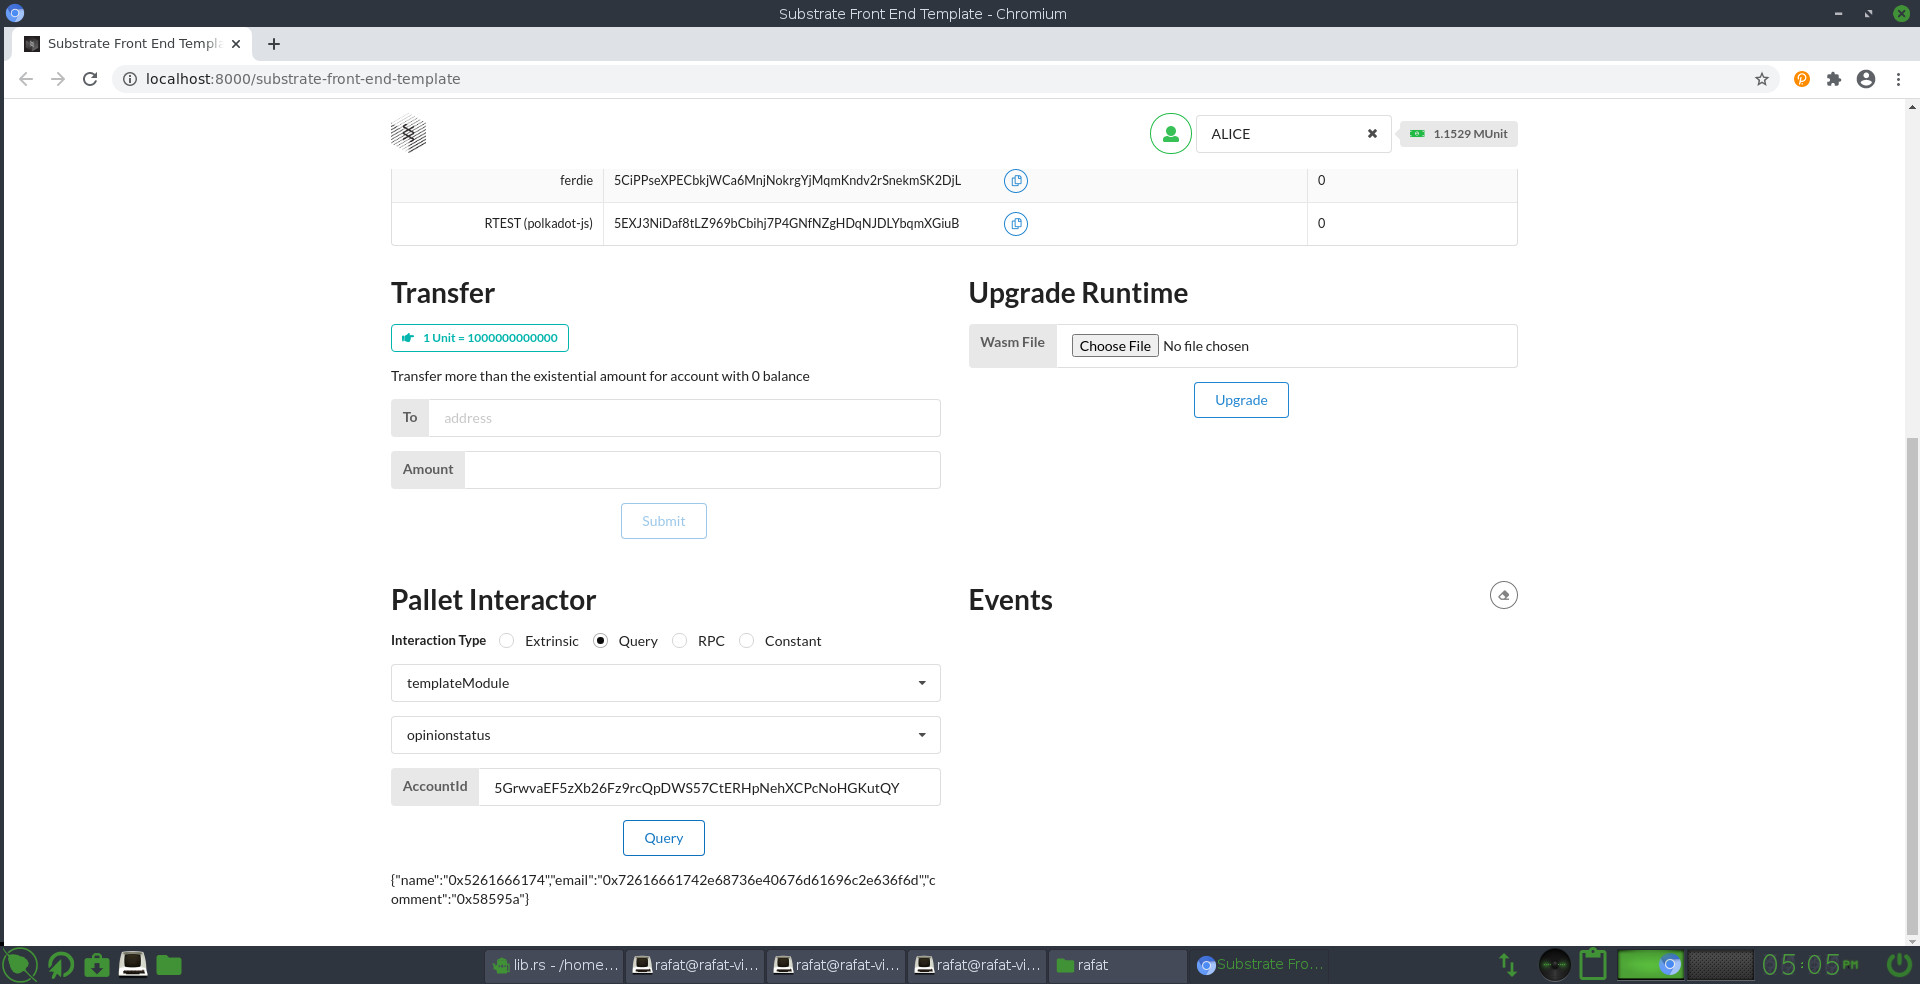 Substrate Front End Template - Chromium
Substrate Front End Templa
localhost:8000/substrate-front-end-template
ALICE
1.1529 MUnit
ferdie 5CiPPseXPECbkjWCa6MnjNokrgYjMqmKndv2rSnekmSK2DjL 0
RTEST (polkadot-js) 5EXJ3NiDaf8tLZ969bCbihj7P4GNfNZgHDqNJDLYbqmXGiuB 0
Transfer
1 Unit = 1000000000000
Transfer more than the existential amount for account with 0 balance
To address
Amount
Submit
Upgrade Runtime
Wasm File Choose File No file chosen
Upgrade
Pallet Interactor
Interaction Type Extrinsic Query RPC Constant
templateModule
opinionstatus
AccountId 5GrwvaEF5zXb26Fz9rcQpDWS57CtERHpNehXCPcNoHGKutQY
Query
{"name":"0x5261666174","email":"0x72616661742e68736e40676d61696c2e636f6d","c
omment":"0x58595a"}
Events
lib.rs - /home... rafat@rafat-vi... rafat@rafat-vi... rafat@rafat-vi... rafat Substrate Fro... 05:05 PM